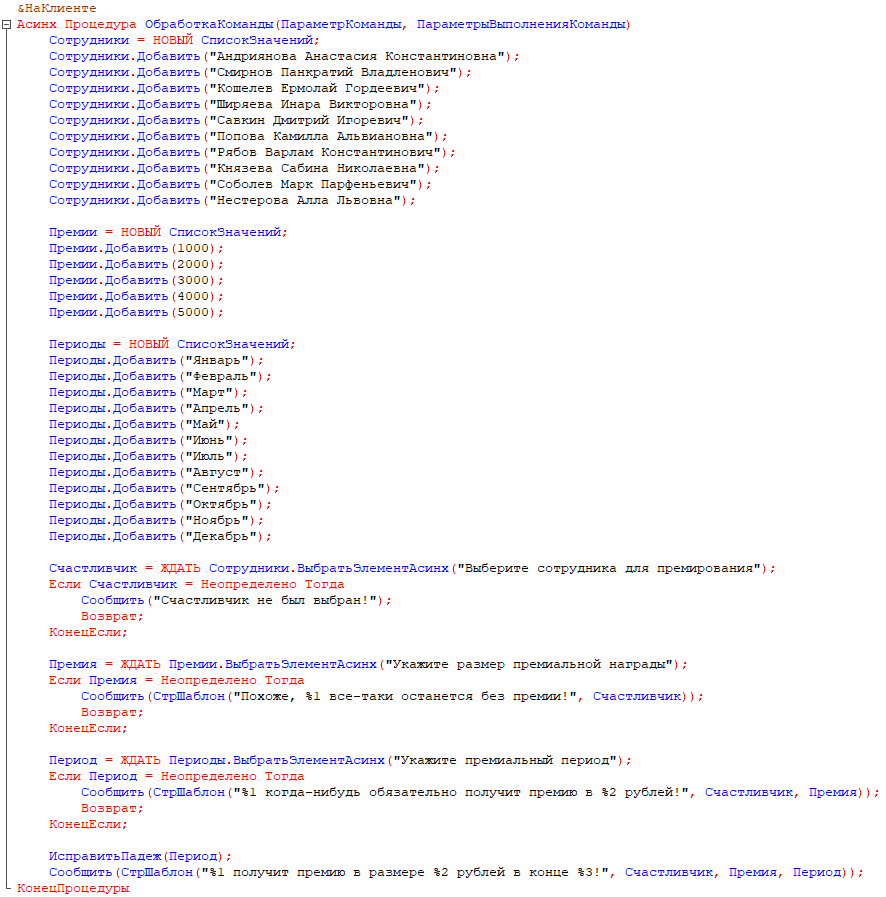 &НаКлиенте
Асинх Процедура ОбработкаКоманды(ПараметрКоманды, ПараметрыВыполненияКоманды)
    Сотрудники = НОВЫЙ СписокЗначений;
    Сотрудники.Добавить("Андриянова Анастасия Константиновна");
    Сотрудники.Добавить("Смирнов Панкратий Владленович");
    Сотрудники.Добавить("Кошелев Ермолай Гордеевич");
    Сотрудники.Добавить("Ширяева Инара Викторовна");
    Сотрудники.Добавить("Савкин Дмитрий Игоревич");
    Сотрудники.Добавить("Попова Камилла Альвиановна");
    Сотрудники.Добавить("Рябов Варлам Константинович");
    Сотрудники.Добавить("Князева Сабина Николаевна");
    Сотрудники.Добавить("Соболев Марк Парфеньевич");
    Сотрудники.Добавить("Нестерова Алла Львовна");

    Премии = НОВЫЙ СписокЗначений;
    Премии.Добавить(1000);
    Премии.Добавить(2000);
    Премии.Добавить(3000);
    Премии.Добавить(4000);
    Премии.Добавить(5000);

    Периоды = НОВЫЙ СписокЗначений;
    Периоды.Добавить("Январь");
    Периоды.Добавить("Февраль");
    Периоды.Добавить("Март");
    Периоды.Добавить("Апрель");
    Периоды.Добавить("Май");
    Периоды.Добавить("Июнь");
    Периоды.Добавить("Июль");
    Периоды.Добавить("Август");
    Периоды.Добавить("Сентябрь");
    Периоды.Добавить("Октябрь");
    Периоды.Добавить("Ноябрь");
    Периоды.Добавить("Декабрь");

    Счастливчик = ЖДАТЬ Сотрудники.ВыбратьЭлементАсинх("Выберите сотрудника для премирования");
    Если Счастливчик = Неопределено Тогда
        Сообщить("Счастливчик не был выбран!");
        Возврат;
    КонецЕсли;

    Премия = ЖДАТЬ Премии.ВыбратьЭлементАсинх("Укажите размер премиальной награды");
    Если Премия = Неопределено Тогда
        Сообщить(СтрШаблон("Похоже, %1 все-таки останется без премии!", Счастливчик));
        Возврат;
    КонецЕсли;

    Период = ЖДАТЬ Периоды.ВыбратьЭлементАсинх("Укажите премиальный период");
    Если Период = Неопределено Тогда
        Сообщить(СтрШаблон("%1 когда-нибудь обязательно получит премию в %2 рублей!", Счастливчик, Премия));
        Возврат;
    КонецЕсли;

    ИсправитьПадеж(Период);
    Сообщить(СтрШаблон("%1 получит премию в размере %2 рублей в конце %3!", Счастливчик, Премия, Период));
КонецПроцедуры